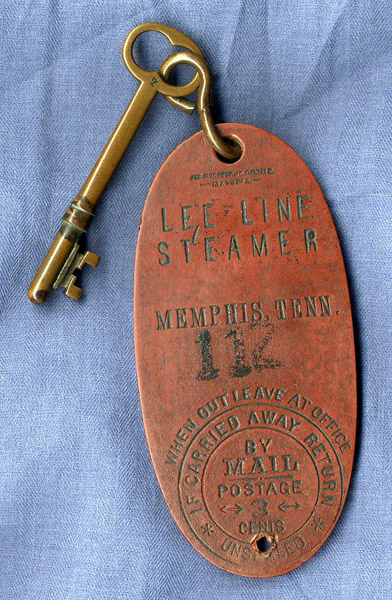 LEE LINE
STEAMER
MEMPHIS, TENN.
112
WHEN OUT LEAVE AT OFFICE
IF CARRIED AWAY RETURN
BY
MAIL
POSTAGE
3
CENTS
* UNSEALED *